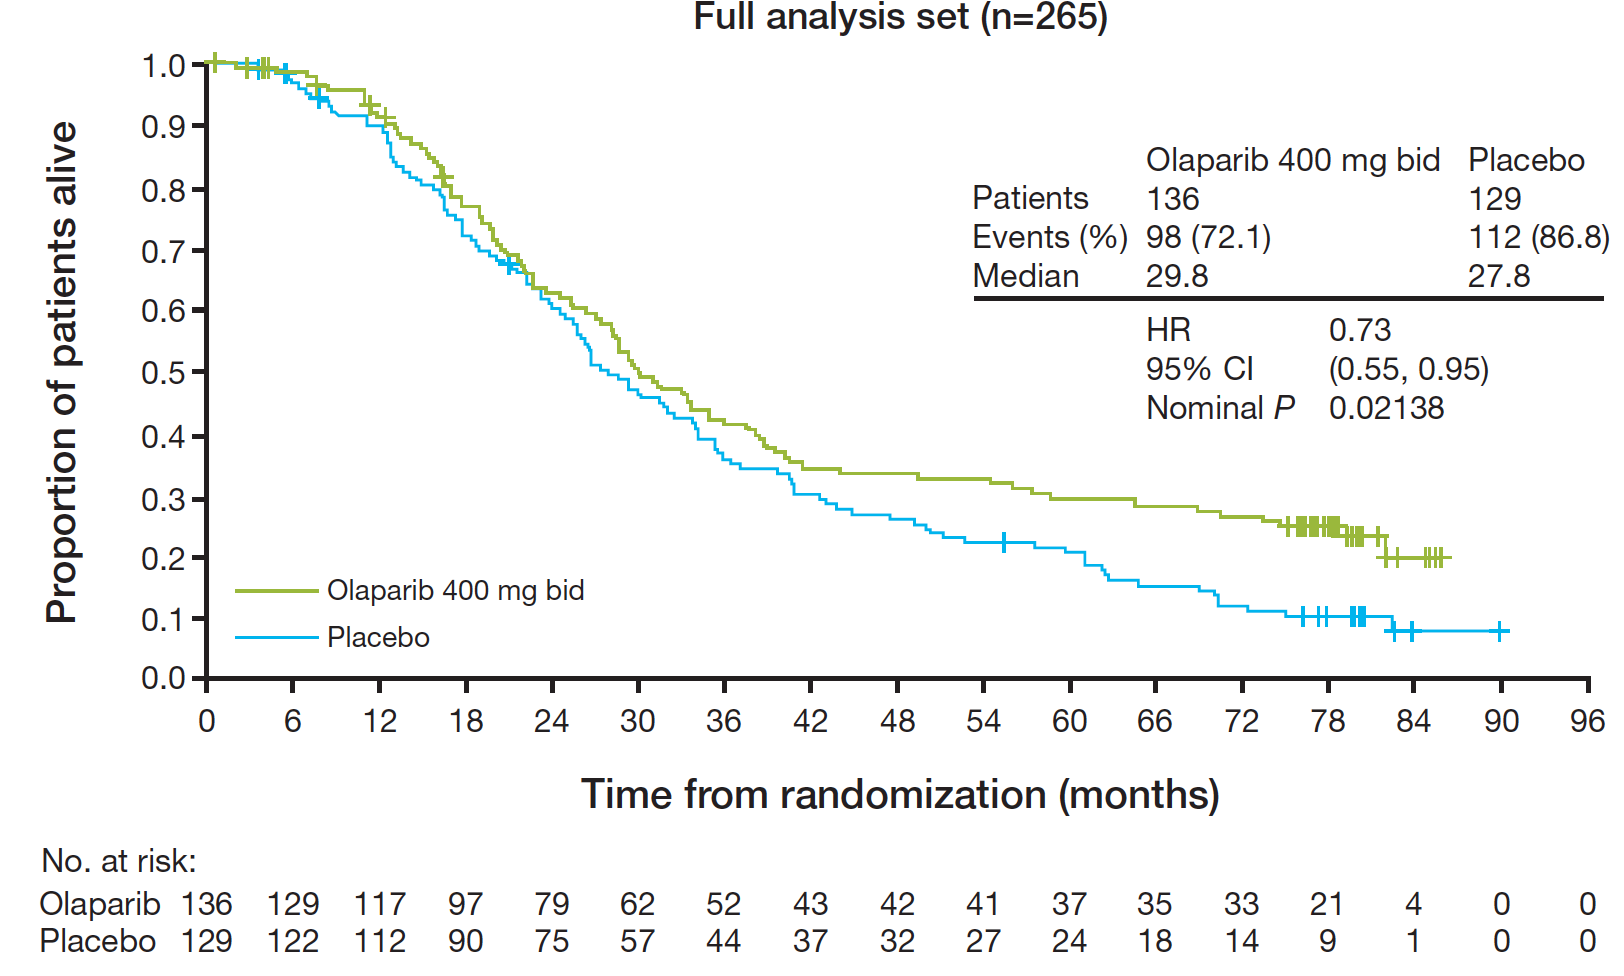 Full analysis set (n=265)
Proportion of patients alive
1.0
0.9
0.8
0.7
0.6
0.5
0.4
0.3
0.2
0.1
0.0
Olaparib 400 mg bid Placebo
Patients 136 129
Events (%) 98 (72.1) 112 (86.8)
Median 29.8 27.8
HR 0.73
95% CI (0.55, 0.95)
Nominal P 0.02138
Olaparib 400 mg bid
Placebo
0 6 12 18 24 30 36 42 48 54 60 66 72 78 84 90 96
Time from randomization (months)
No. at risk:
Olaparib 136 129 117 97 79 62 52 43 42 41 37 35 33 21 4 0 0
Placebo 129 122 112 90 75 57 44 37 32 27 24 18 14 9 1 0 0